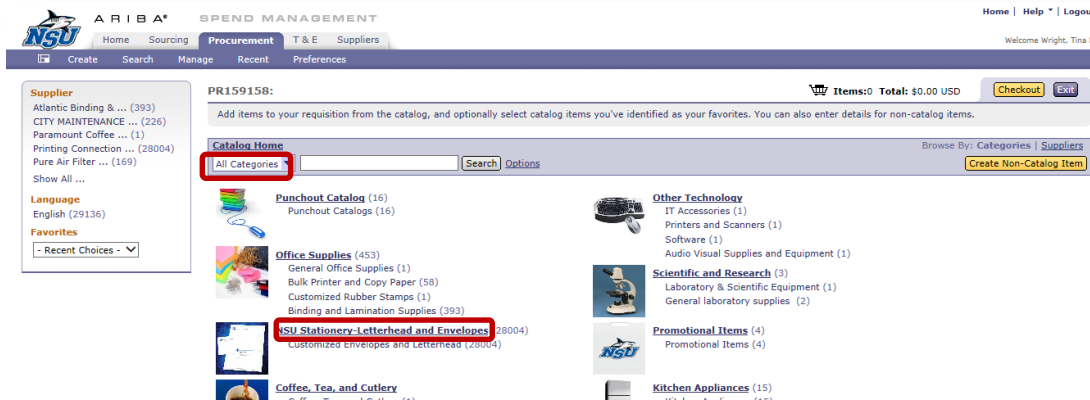 ARIBA® SPEND MANAGEMENT
Home | Help
NSU
Home Sourcing Procurement T & E Suppliers
Welcome Wright, Tina
Create Search Manage Recent Preferences
Supplier
Atlantic Binding & ... (393)
CITY MAINTENANCE ... (226)
Paramount Coffee ... (1)
Printing Connection ... (28004)
Pure Air Filter ... (169)
Show All ...
Language
English (29136)
Favorites
- Recent Choices -
PR159158:
Items:0 Total: $0.00 USD
Checkout Exit
Add items to your requisition from the catalog, and optionally select catalog items you've identified as your favorites. You can also enter details for non-catalog items.
Catalog Home
Browse By: Categories | Suppliers
All Categories Search Options
Create Non-Catalog Item
Punchout Catalog (16)
Punchout Catalogs (16)
Office Supplies (453)
General Office Supplies (1)
Bulk Printer and Copy Paper (58)
Customized Rubber Stamps (1)
Binding and Lamination Supplies (393)
NSU Stationery-Letterhead and Envelopes (28004)
Customized Envelopes and Letterhead (28004)
Coffee, Tea, and Cutlery
Other Technology
IT Accessories (1)
Printers and Scanners (1)
Software (1)
Audio Visual Supplies and Equipment (1)
Scientific and Research (3)
Laboratory & Scientific Equipment (1)
General laboratory supplies (2)
NSU
Promotional Items (4)
Promotional Items (4)
Kitchen Appliances (15)